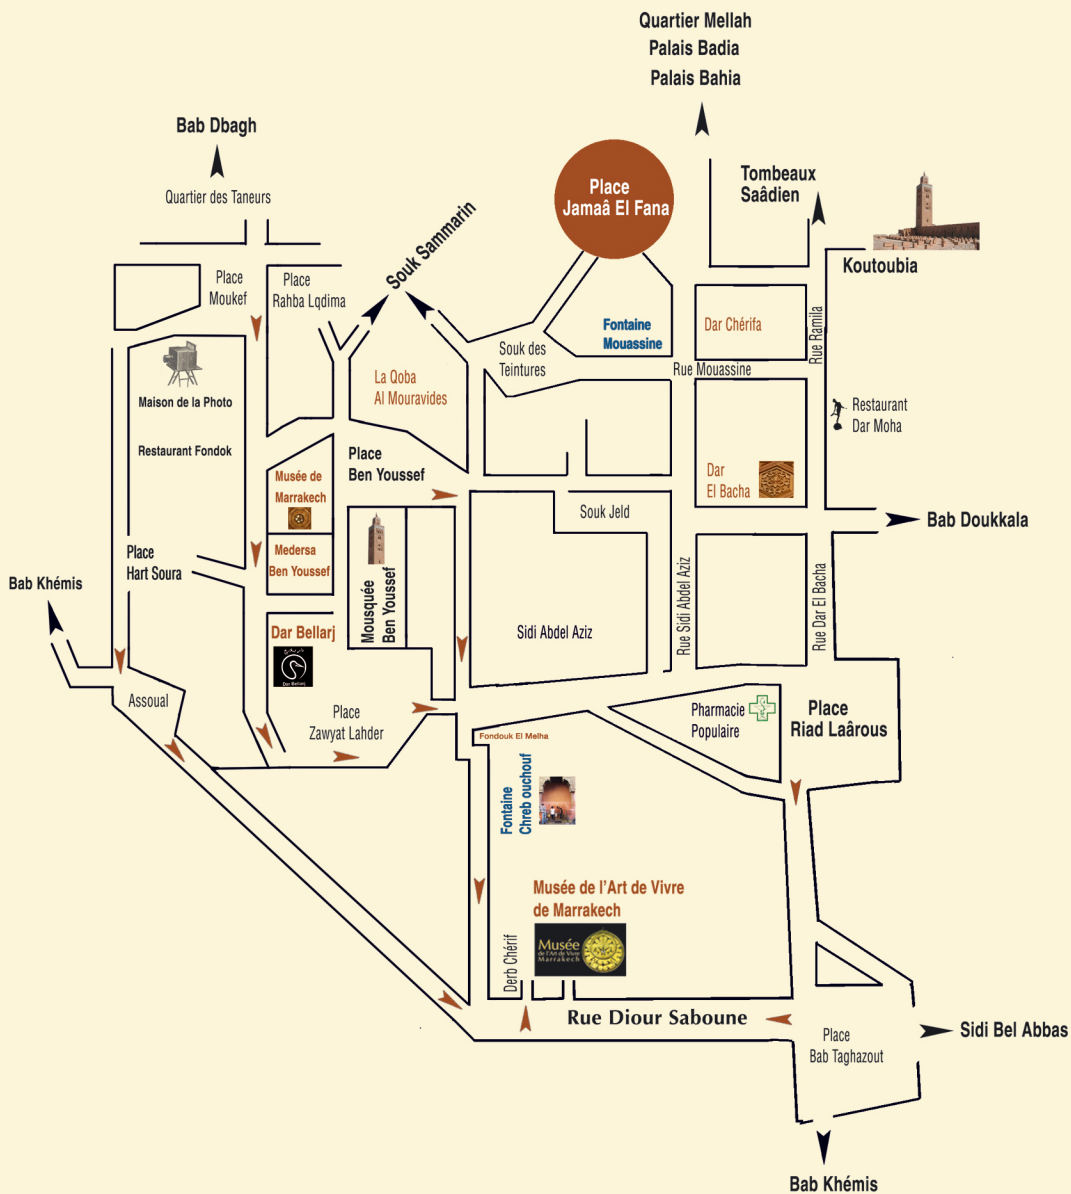 Quartier Mellah
Palais Badia
Palais Bahia
Bab Dbagh
Quartier des Taneurs
Place
Jamaâ El Fana
Tombeaux
Saâdien
Koutoubia
Souk Sammarin
Place
Moukef
Place
Rahba Lqdima
Fontaine
Mouassine
Dar Chérifa
Rue Ramila
Souk des
Teintures
Rue Mouassine
La Qoba
Al Mouravides
Maison de la Photo
Restaurant Fondok
Restaurant
Dar Moha
Place
Ben Youssef
Musée de
Marrakech
Dar
El Bacha
Souk Jeld
Bab Doukkala
Medersa
Ben Youssef
Place
Hart Soura
Bab Khémis
Mousquée
Ben Youssef
Sidi Abdel Aziz
Rue Sidi Abdel Aziz
Rue Dar El Bacha
Dar Bellarj
Dar Bellarj
Assoual
Place
Zawyat Lahder
Pharmacie
Populaire
Place
Riad Laârous
Fondouk El Melha
Fontaine
Chreb ouchouf
Musée de l'Art de Vivre
de Marrakech
Musée
de l'Art de Vivre
Marrakech
Derb Chérif
Rue Diour Saboune
Place
Bab Taghazout
Sidi Bel Abbas
Bab Khémis